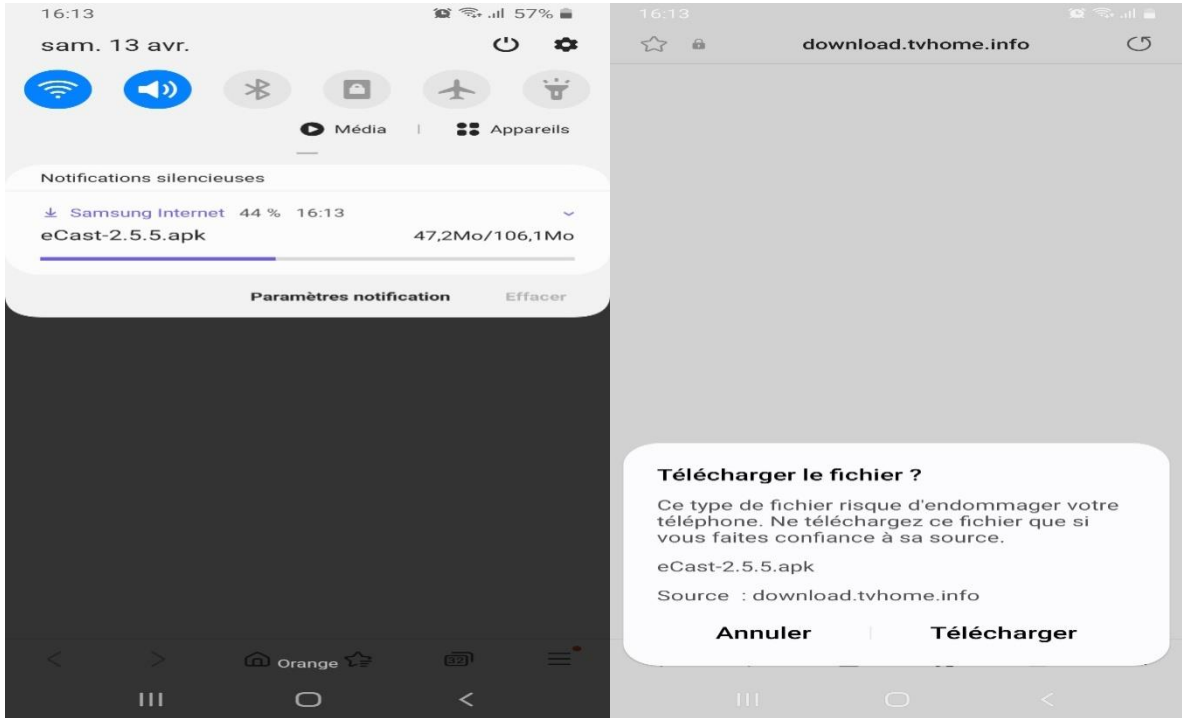 16:13
57%
sam. 13 avr.
Média
Appareils
Notifications silencieuses
Samsung Internet 44 % 16:13
eCast-2.5.5.apk 47,2Mo/106,1Mo
Paramètres notification Effacer
Orange
32
16:13
download.tvhome.info
Télécharger le fichier ?
Ce type de fichier risque d'endommager votre
téléphone. Ne téléchargez ce fichier que si
vous faites confiance à sa source.
eCast-2.5.5.apk
Source : download.tvhome.info
Annuler Télécharger